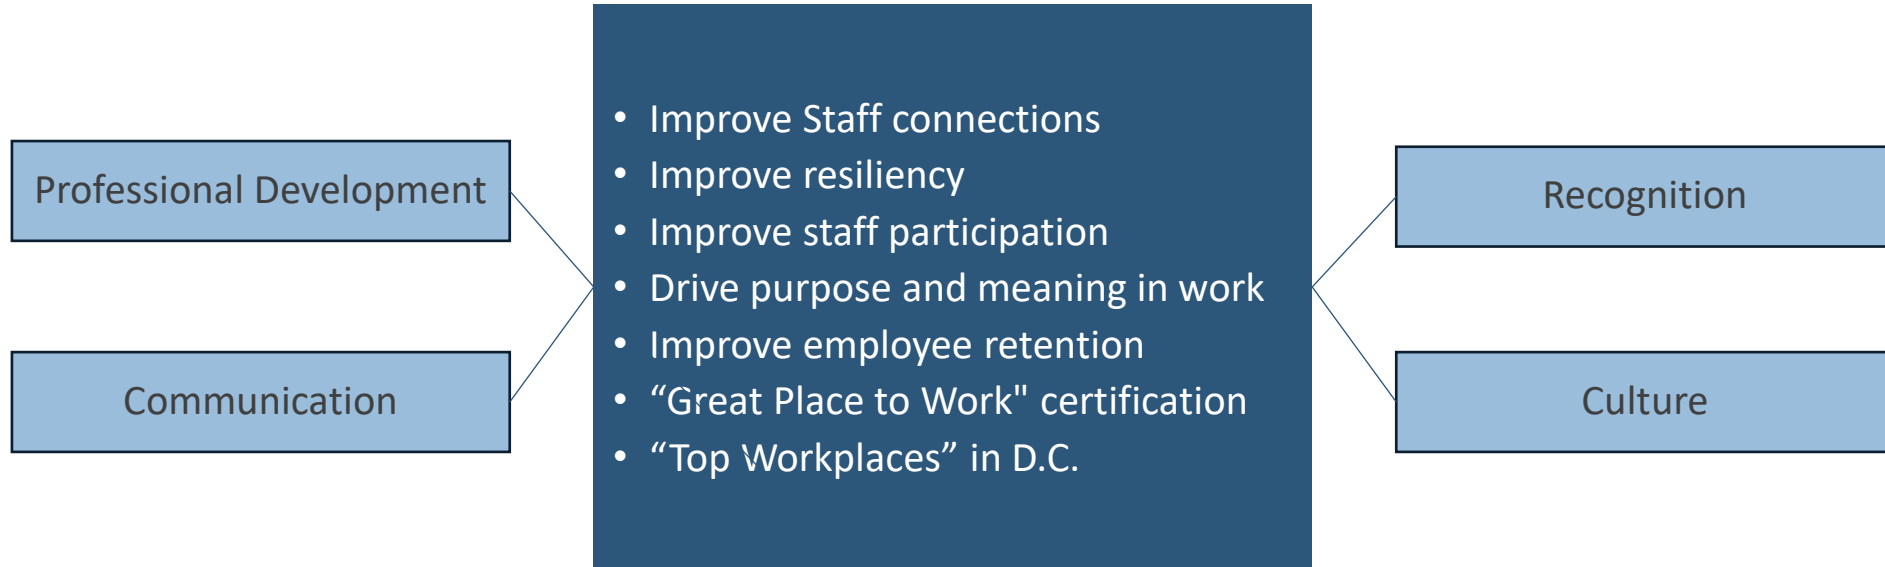 Professional Development
Communication
• Improve Staff connections
• Improve resiliency
• Improve staff participation
• Drive purpose and meaning in work
• Improve employee retention
• “Great Place to Work" certification
• “Top Workplaces” in D.C.
Recognition
Culture